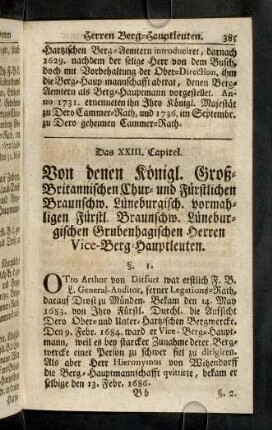 Herren Berg-Hauptleuten. 385
Hartzischen Berg-Aemtern introduciret, darnach
1629. nachdem der selige Herr von dem Busch,
doch mit Vorbehaltung der Ober-Direction, ihm
die Berg-Haup mannschafft abtrat, denen Berg-
Aemtern als Berg-Hauptmann vorgestellet. An-
no 1731. ernenneten ihn Ihro Königl. Majestät
zu Dero Cammer-Rath, und 1736. im Septembr.
zu Dero geheimen Cammer-Rath.
Das XXIII. Capitel.
Von denen Königl. Groß-
Britannischen Chur- und Fürstlichen
Braunschw. Lüneburgisch. vormah-
ligen Fürstl. Braunschw. Lünebur-
gischen Grubenhagischen Herren
Vice-Berg-Hauptleuten.
§. 1.
OTto Arthur von Ditfurt war erstlich F. B.
L. General-Auditor, ferner Legations-Rath,
darauf Drost zu Münden. Bekam den 14. May
1683. von Ihro Fürstl. Durchl. die Aufsicht
Dero Ober- und Unter-Hartzischen Bergwercke.
Den 9. Febr. 1684. ward er Vice-Berg-Haupt-
mann, weil es bey starcker Zunahme derer Berg-
wercke einer Person zu schwer fiel zu dirigiren.
Als aber Herr Hieronymus von Witzendorff
die Berg-Hauptmannschafft qvittirte, bekam er
selbige den 13. Febr. 1686.
B b §. 2.